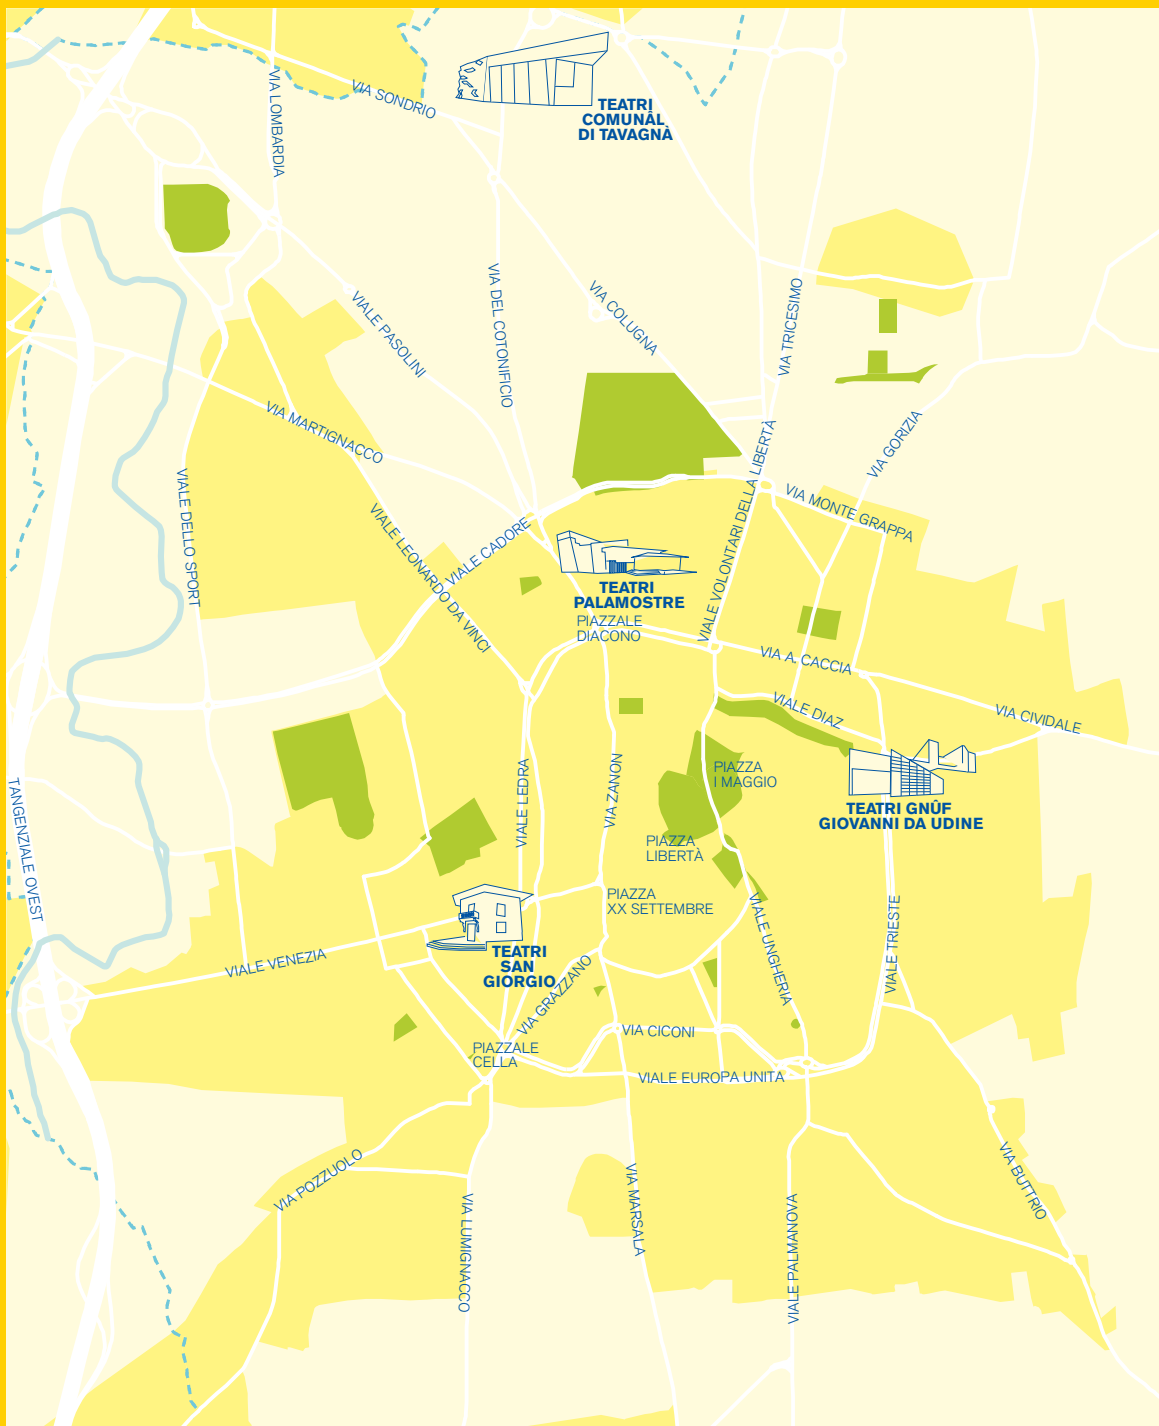 VIA LOMBARDIA
VIA SONDRIO
TEATRI
COMUNÂL
DI TAVAGNÀ
VIALE PASOLINI
VIA DEL COTONIFICIO
VIA COLUGNA
VIA TRICESIMO
VIA MARTIGNACCO
VIA GORIZIA
VIALE DELLO SPORT
VIALE LEONARDO DA VINCI
VIALE CADORE
VIALE VOLONTARI DELLA LIBERTÀ
VIA MONTE GRAPPA
TEATRI
PALAMOSTRE
PIAZZALE
DIACONO
VIA A. CACCIA
VIALE DIAZ
VIA CIVIDALE
TANGENZIALE OVEST
VIALE LEDRA
VIA ZANON
PIAZZA
I MAGGIO
TEATRI GNÛF
GIOVANNI DA UDINE
PIAZZA
LIBERTÀ
PIAZZA
XX SETTEMBRE
VIALE UNGHERIA
VIALE TRIESTE
VIALE VENEZIA
TEATRI
SAN
GIORGIO
VIA GRAZZANO
VIA CICONI
PIAZZALE
CELLA
VIALE EUROPA UNITA
VIA POZZUOLO
VIA LUMIGNACCO
VIA MARSALA
VIALE PALMANOVA
VIA BUTTRIO